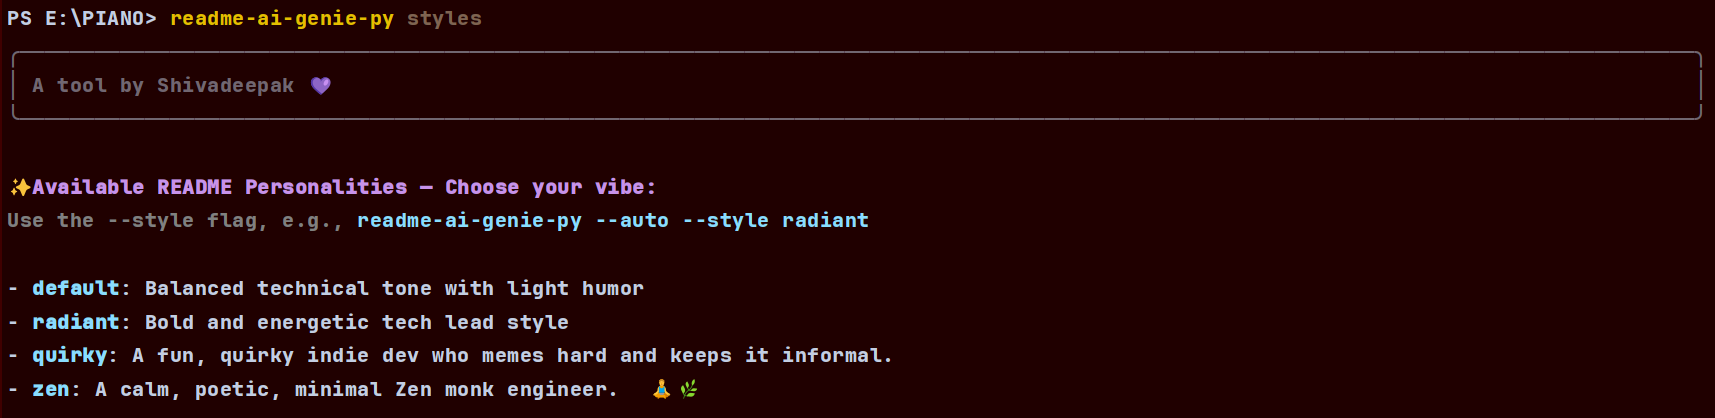 PS E:\PIANO> readme-ai-genie-py styles
A tool by Shivadeepak 💜
✨Available README Personalities — Choose your vibe:
Use the --style flag, e.g., readme-ai-genie-py --auto --style radiant
- default: Balanced technical tone with light humor
- radiant: Bold and energetic tech lead style
- quirky: A fun, quirky indie dev who memes hard and keeps it informal.
- zen: A calm, poetic, minimal Zen monk engineer. 🧘🌿